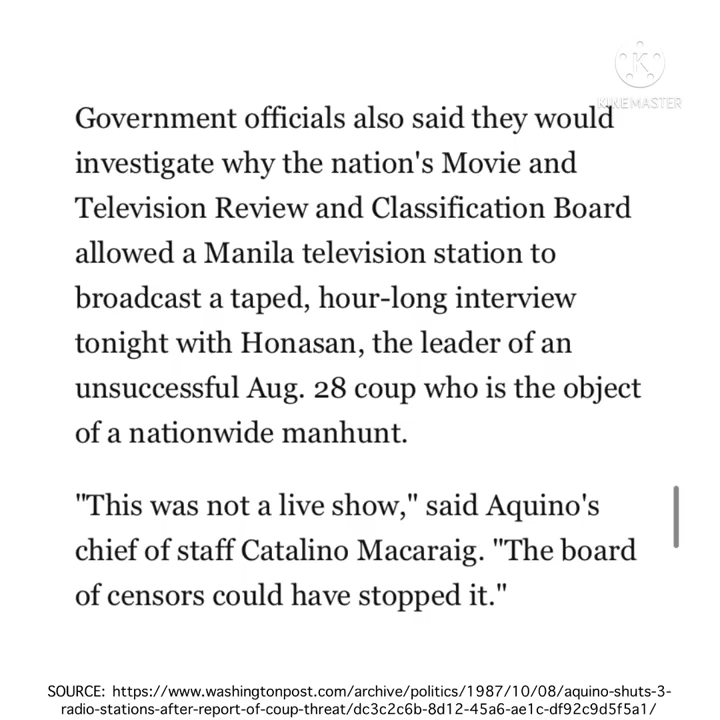 K
KINEMASTER
Government officials also said they would
investigate why the nation's Movie and
Television Review and Classification Board
allowed a Manila television station to
broadcast a taped, hour-long interview
tonight with Honasan, the leader of an
unsuccessful Aug. 28 coup who is the object
of a nationwide manhunt.
"This was not a live show," said Aquino's
chief of staff Catalino Macaraig. "The board
of censors could have stopped it."
SOURCE: https://www.washingtonpost.com/archive/politics/1987/10/08/aquino-shuts-3-
radio-stations-after-report-of-coup-threat/dc3c2c6b-8d12-45a6-ae1c-df92c9d5f5a1/